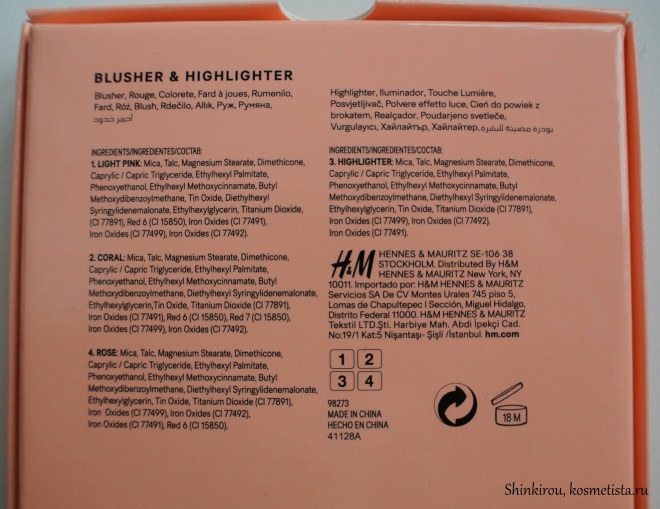 BLUSHER & HIGHLIGHTER
Blusher, Rouge, Colorete, Fard à joues, Rumenilo,
Fard, Róż, Blush, Rdečilo, Allık, Руж, Румяна,
أحمر خدود
INGREDIENTS/INGREDIENTES/СОСТАВ:
1. LIGHT PINK: Mica, Talc, Magnesium Stearate, Dimethicone,
Caprylic / Capric Triglyceride, Ethylhexyl Palmitate,
Phenoxyethanol, Ethylhexyl Methoxycinnamate, Butyl
Methoxydibenzoylmethane, Tin Oxide, Diethylhexyl
Syringylidenemalonate, Ethylhexylglycerin, Titanium Dioxide,
(CI 77891), Red 6 (CI 15850), Iron Oxides (CI 77491),
Iron Oxides (CI 77499), Iron Oxides (CI 77492).
2. CORAL: Mica, Talc, Magnesium Stearate, Dimethicone,
Caprylic / Capric Triglyceride, Ethylhexyl Palmitate,
Phenoxyethanol, Ethylhexyl Methoxycinnamate, Butyl
Methoxydibenzoylmethane, Diethylhexyl Syringylidenemalonate,
Ethylhexylglycerin, Tin Oxide, Titanium Dioxide (CI 77891),
Iron Oxides (CI 77491), Red 6 (CI 15850), Red 7 (CI 15850),
Iron Oxides (CI 77499), Iron Oxides (CI 77492).
4. ROSE: Mica, Talc, Magnesium Stearate, Dimethicone,
Caprylic / Capric Triglyceride, Ethylhexyl Palmitate,
Phenoxyethanol, Ethylhexyl Methoxycinnamate, Butyl
Methoxydibenzoylmethane, Diethylhexyl Syringylidenemalonate,
Ethylhexylglycerin, Tin Oxide, Titanium Dioxide (CI 77891),
Iron Oxides (CI 77499), Iron Oxides (CI 77492),
Iron Oxides (CI 77491), Red 6 (CI 15850).
Highlighter, Iluminador, Touche Lumière,
Posvjetljivač, Polvere effetto luce, Cień do powiek z
brokatem, Realçador, Poudarjeno svetleče,
Vurgulayıcı, Хайлайтър, Хайлайтер, بودرة مضيئة للبشرة
INGREDIENTS/INGREDIENTES/СОСТАВ:
3. HIGHLIGHTER: Mica, Talc, Magnesium Stearate, Dimethicone,
Caprylic / Capric Triglyceride, Ethylhexyl Palmitate,
Phenoxyethanol, Ethylhexyl Methoxycinnamate, Butyl
Methoxydibenzoylmethane, Diethylhexyl Syringylidenemalonate,
Ethylhexylglycerin, Tin Oxide, Titanium Dioxide (CI 77891),
Iron Oxides (CI 77499), Iron Oxides (CI 77492),
Iron Oxides (CI 77491).
H&M HENNES & MAURITZ SE-106 38
STOCKHOLM. Distributed By H&M
HENNES & MAURITZ New York, NY
10011. Importado por: H&M HENNES & MAURITZ
Servicios SA De CV Montes Urales 745 piso 5,
Lomas de Chapultepec I Sección, Miguel Hidalgo,
Distrito Federal 11000. H&M HENNES & MAURITZ
Tekstil LTD.Şti. Harbiye Mah. Abdi İpekçi Cad.
No:19/1 Kat:5 Nişantaşı- Şişli /İstanbul. hm.com
1 2
3 4
98273
MADE IN CHINA
HECHO EN CHINA
41128A
18 M
Shinkirou, kosmetista.ru